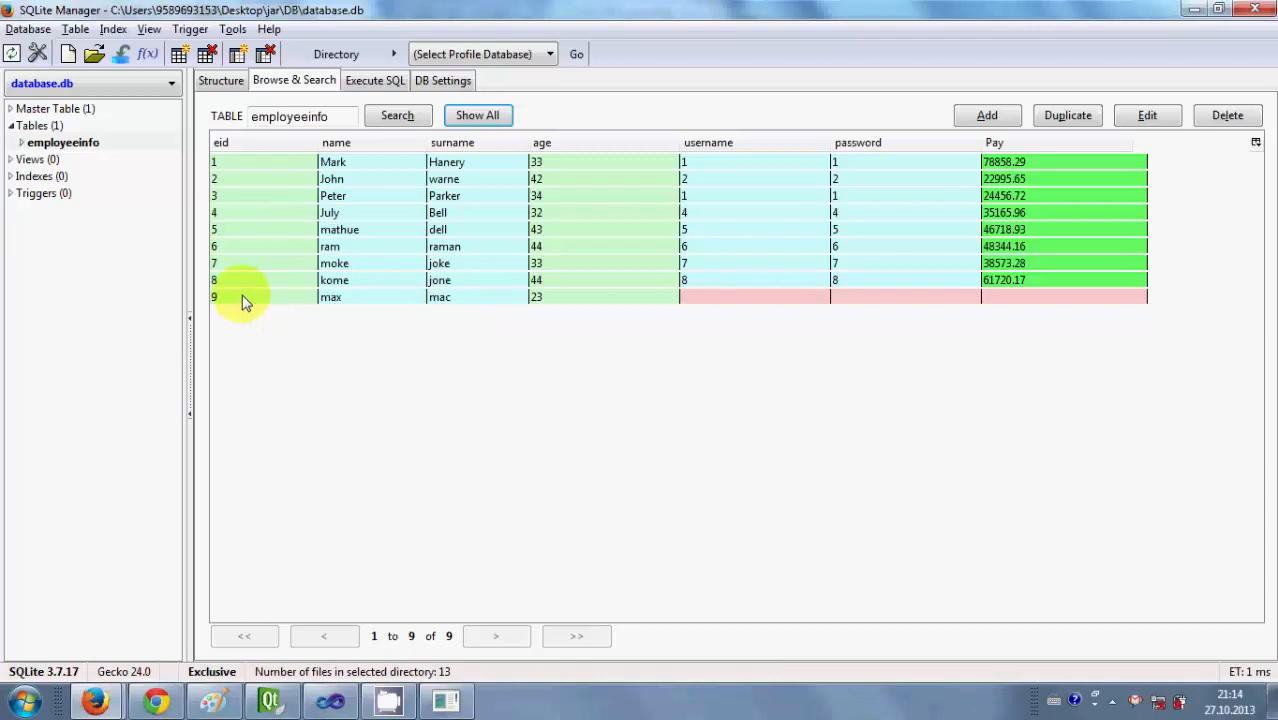 SQLite Manager - C:\Users\9589693153\Desktop\jar\DB\database.db
Database Table Index View Trigger Tools Help
f(x) Directory (Select Profile Database) Go
database.db
Structure Browse & Search Execute SQL DB Settings
Master Table (1)
Tables (1)
employeeinfo
Views (0)
Indexes (0)
Triggers (0)
TABLE employeeinfo Search Show All Add Duplicate Edit Delete
eid name surname age username password Pay
1 Mark Hanery 33 1 1 78858.29
2 John warne 42 2 2 22995.65
3 Peter Parker 34 1 1 24456.72
4 July Bell 32 4 4 35165.96
5 mathue dell 43 5 5 46718.93
6 ram raman 44 6 6 48344.16
7 moke joke 33 7 7 38573.28
8 kome jone 44 8 8 61720.17
9 max mac 23
<< < 1 to 9 of 9 > >>
SQLite 3.7.17 Gecko 24.0 Exclusive Number of files in selected directory: 13 ET: 1 ms
Qt
21:14
27.10.2013